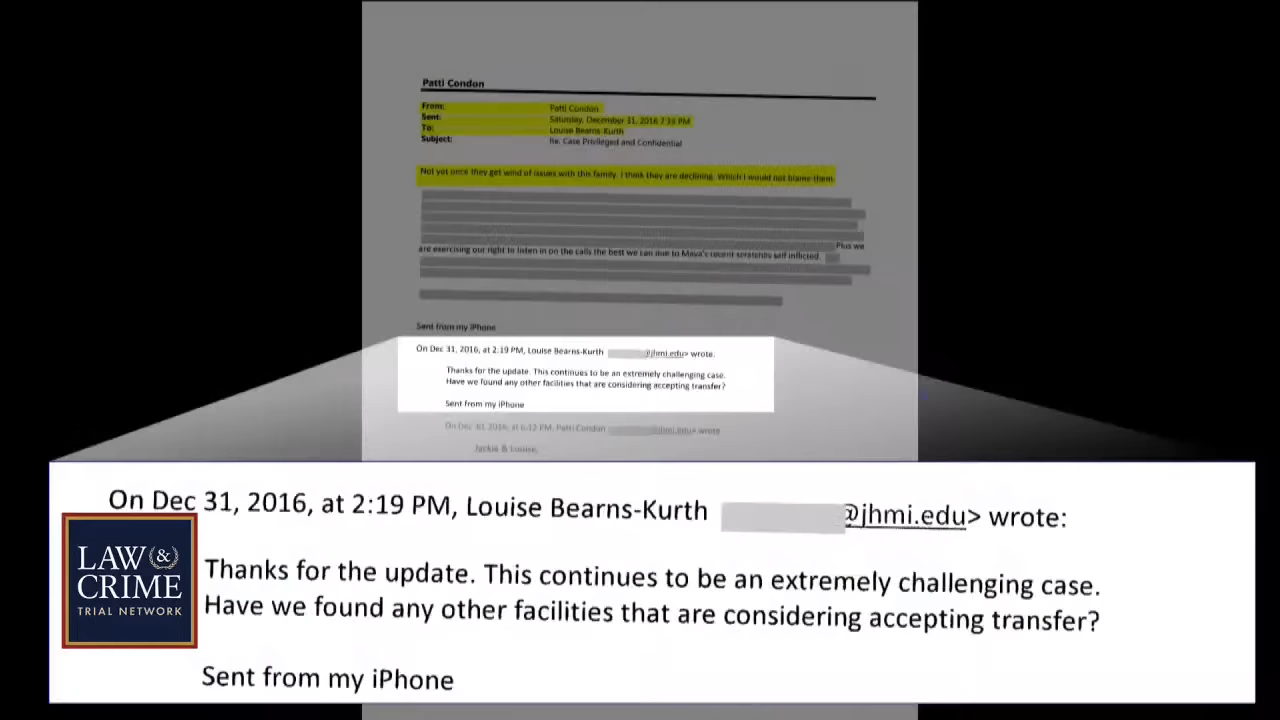 Patti Condon
From: Patti Condon
Sent: Saturday, December 31, 2016 7:39 PM
To: Louise Bearns-Kurth
Subject: Re: Case Privileged and Confidential
Not yet once they get wind of issues with this family. I think they are declining. Which I would not blame them
Plus we
are exercising our right to listen in on the calls the best we can due to Maya's recent scratches self inflicted.
Sent from my iPhone
On Dec 31, 2016, at 2:19 PM, Louise Bearns-Kurth @jhmi.edu> wrote:
Thanks for the update. This continues to be an extremely challenging case.
Have we found any other facilities that are considering accepting transfer?
Sent from my iPhone
On Dec 30, 2016, at 6:12 PM, Patti Condon @jhmi.edu> wrote
Jackie & Louise,
On Dec 31, 2016, at 2:19 PM, Louise Bearns-Kurth @jhmi.edu> wrote:
Thanks for the update. This continues to be an extremely challenging case.
Have we found any other facilities that are considering accepting transfer?
Sent from my iPhone
LAW &
CRIME
TRIAL NETWORK